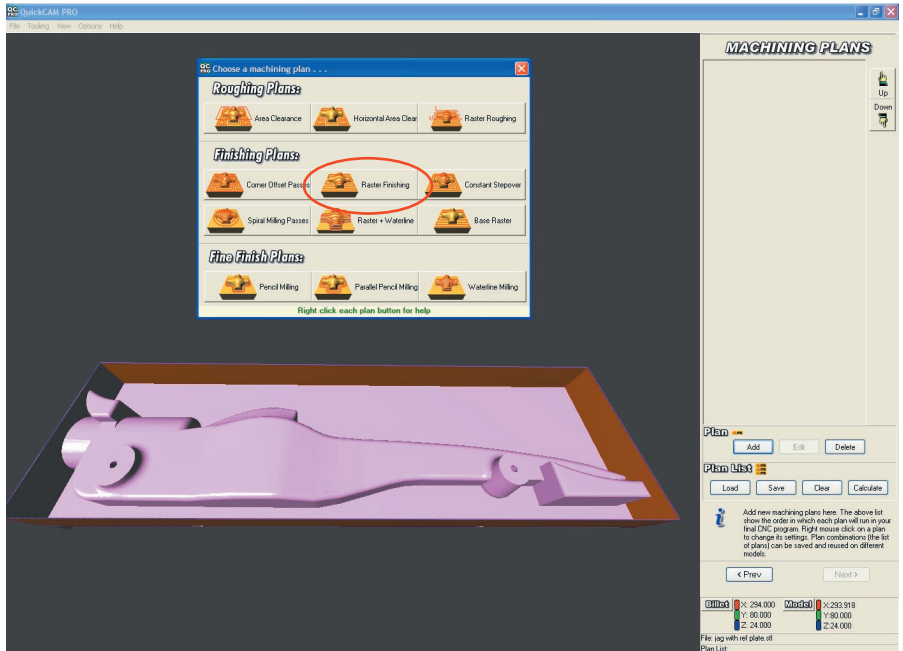 QC PRO QuickCAM PRO
File Tooling View Options Help
MACHINING PLANS
Up
Down
QC PRO Choose a machining plan . . .
Roughing Plans:
Area Clearance
Horizontal Area Clear
Raster Roughing
Finishing Plans:
Corner Offset Passes
Raster Finishing
Constant Stepover
Spiral Milling Passes
Raster + Waterline
Base Raster
Fine Finish Plans:
Pencil Milling
Parallel Pencil Milling
Waterline Milling
Right click each plan button for help
Plan
Add Edit Delete
Plan List
Load Save Clear Calculate
Add new machining plans here. The above list
show the order in which each plan will run in your
final CNC program. Right mouse click on a plan
to change its settings. Plan combinations (the list
of plans) can be saved and reused on different
models.
< Prev Next >
Billet X: 294.000 Model X:293.918
Y: 80.000 Y:80.000
Z: 24.000 Z:24.000
File: jag with ref plate.stl
Plan List: